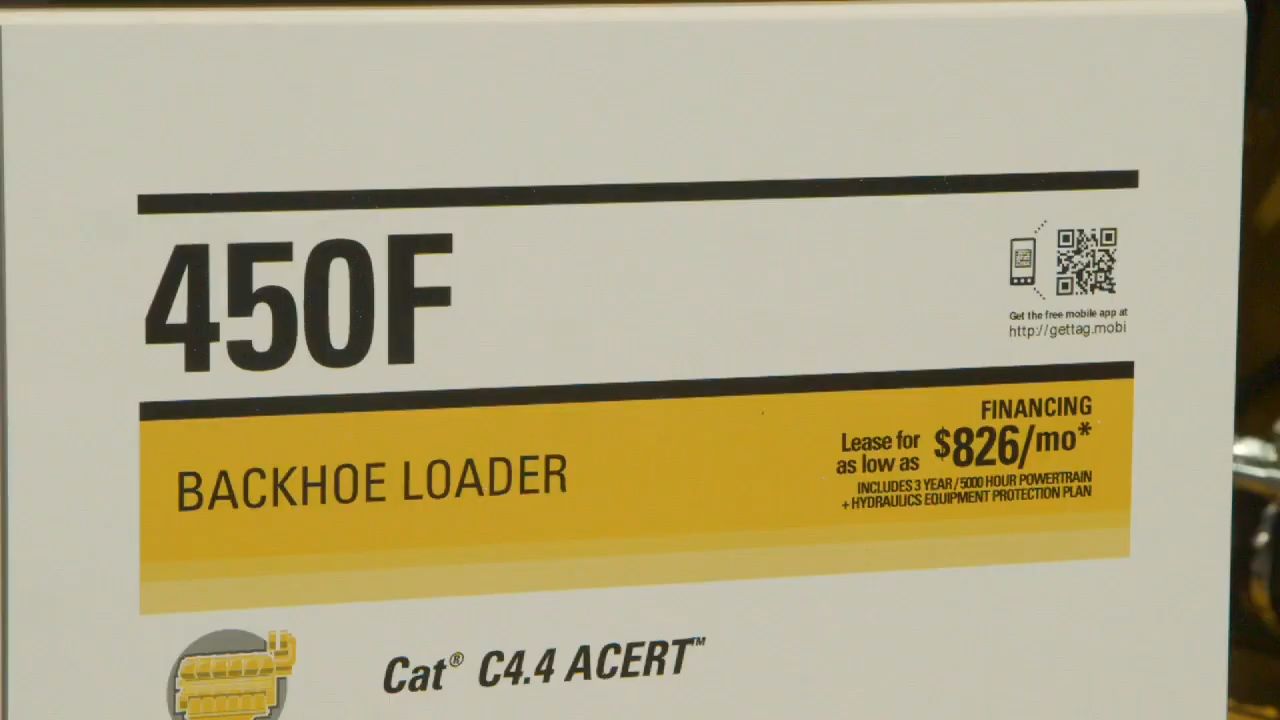 450F
Get the free mobile app at
http://gettag.mobi
BACKHOE LOADER
FINANCING
Lease for
as low as
$826/mo*
INCLUDES 3 YEAR/5000 HOUR POWERTRAIN
+ HYDRAULICS EQUIPMENT PROTECTION PLAN
Cat® C4.4 ACERT™